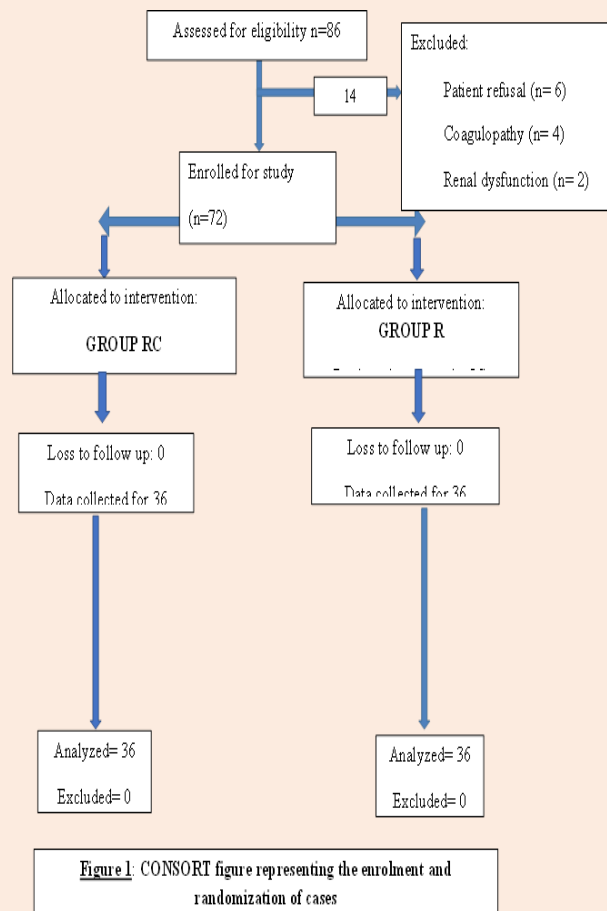 Assessed for eligibility n=86
Excluded:
Patient refusal (n= 6)
Coagulopathy (n= 4)
Renal dysfunction (n= 2)
14
Enrolled for study
(n=72)
Allocated to intervention:
GROUP RC
Allocated to intervention:
GROUP R
Loss to follow up: 0
Data collected for 36
Loss to follow up: 0
Data collected for 36
Analyzed= 36
Excluded= 0
Analyzed= 36
Excluded= 0
Figure 1: CONSORT figure representing the enrolment and
randomization of cases